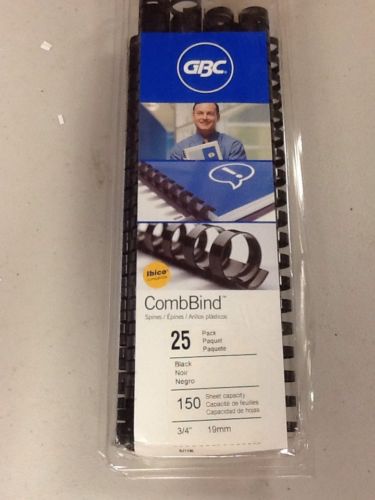 GBC
ibico
CombBind™
Spines / Épines / Anillos plásticos
25 Pack
Paquet
Paquete
Black
Noir
Negro
150 Sheet capacity
Capacité de feuilles
Capacidad de hojas
3/4" 19mm